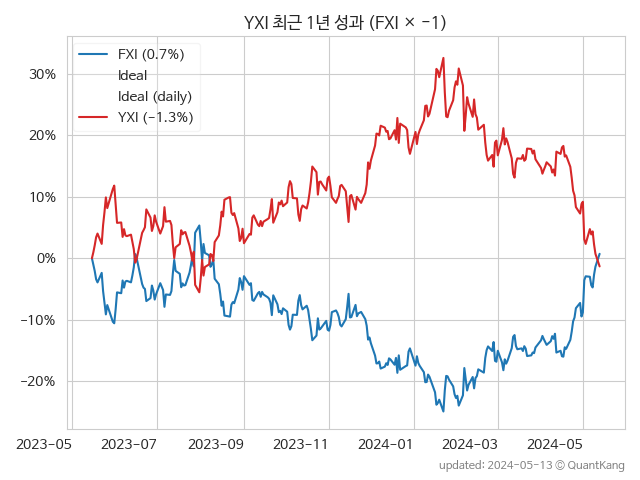 YXI 최근 1년 성과 (FXI × −1)
FXI (0.7%)
Ideal
Ideal (daily)
YXI (−1.3%)
30%
20%
10%
0%
−10%
−20%
2023-05 2023-07 2023-09 2023-11 2024-01 2024-03 2024-05
updated: 2024-05-13 © QuantKang